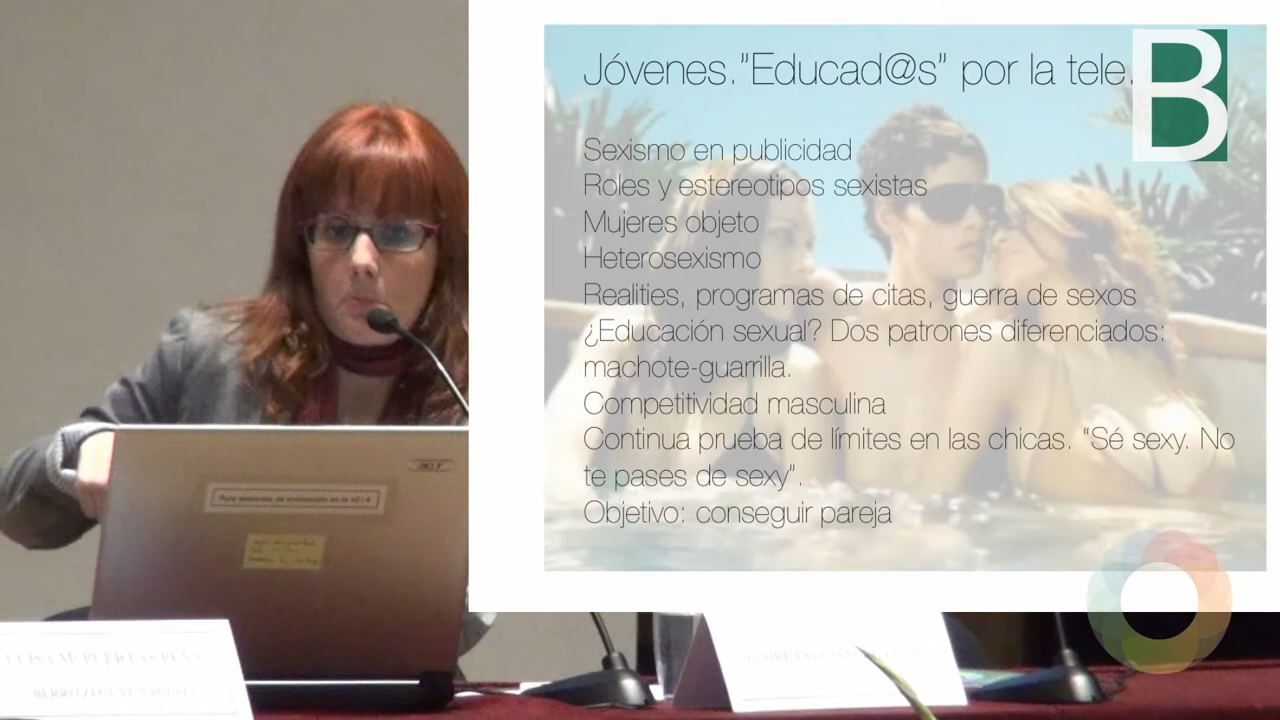 Jóvenes."Educad@s" por la tele.
B
Sexismo en publicidad
Roles y estereotipos sexistas
Mujeres objeto
Heterosexismo
Realities, programas de citas, guerra de sexos
¿Educación sexual? Dos patrones diferenciados:
machote-guarrilla.
Competitividad masculina
Continua prueba de límites en las chicas. "Sé sexy. No
te pases de sexy".
Objetivo: conseguir pareja
acer